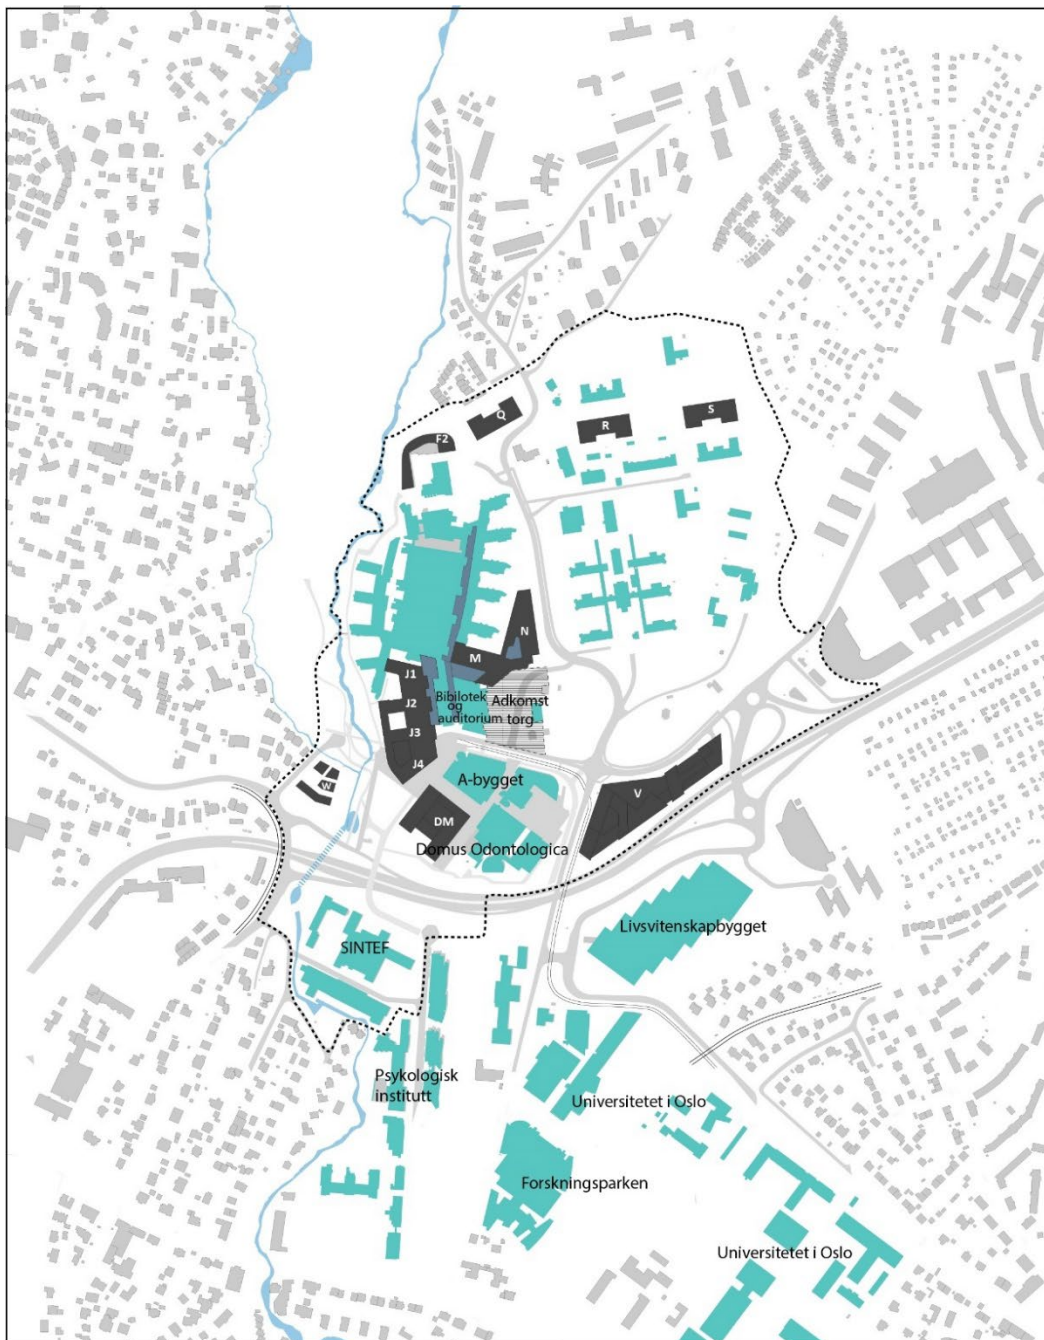 Q
F2
R
S
N
M
J1
J2
J3
J4
Bibilotek
og
auditorium
Adkomst
torg
A-bygget
W
V
DM
Domus Odontologica
Livsvitenskapbygget
SINTEF
Psykologisk
institutt
Universitetet i Oslo
Forskningsparken
Universitetet i Oslo